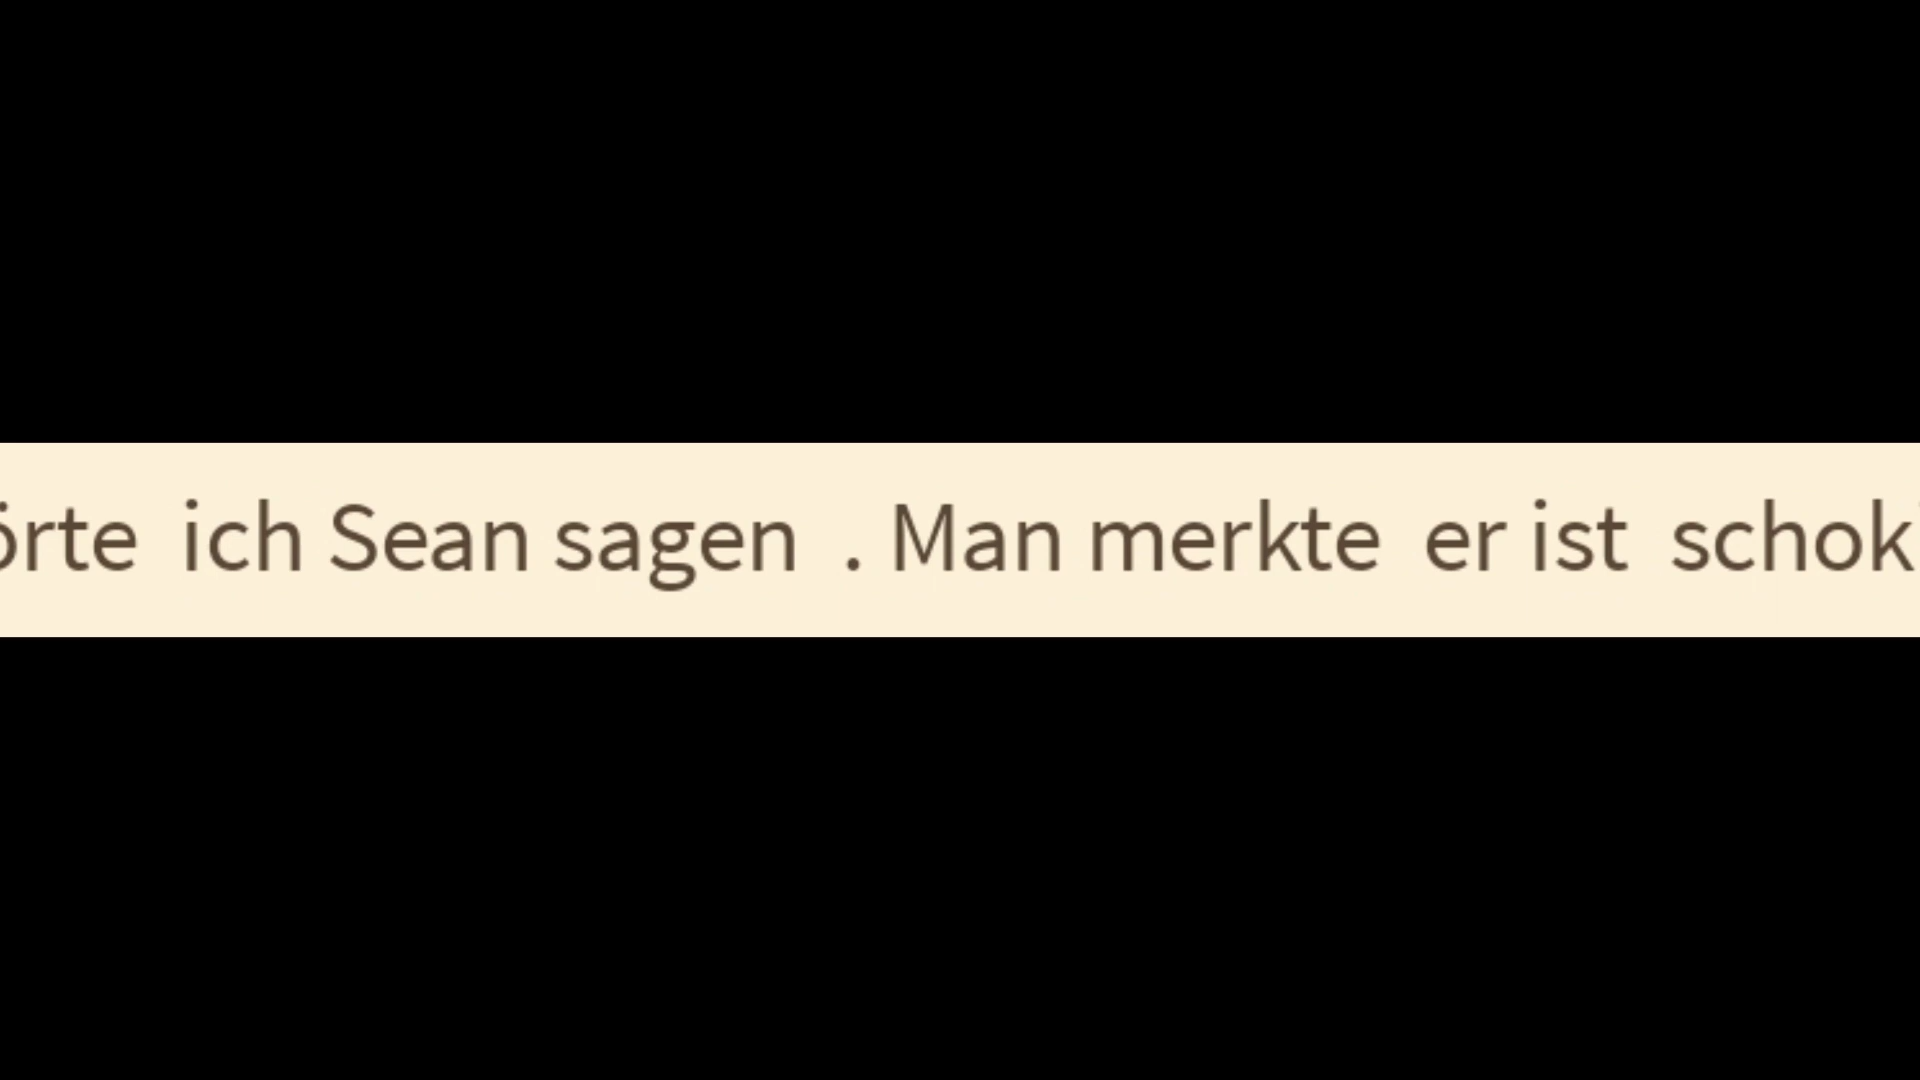 örte ich Sean sagen . Man merkte er ist schok